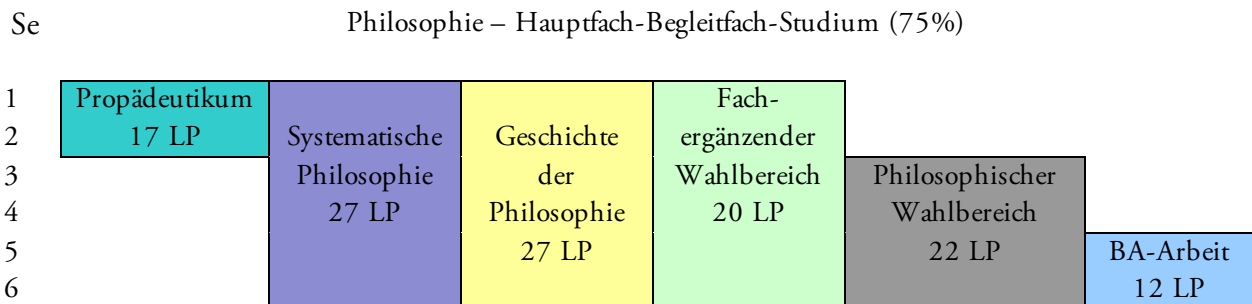 Se
Philosophie – Hauptfach-Begleitfach-Studium (75%)
1 Propädeutikum Fach-
2 17 LP Systematische Geschichte ergänzender
3 Philosophie der Wahlbereich Philosophischer
4 27 LP Philosophie 20 LP Wahlbereich
5 27 LP 22 LP BA-Arbeit
6 12 LP